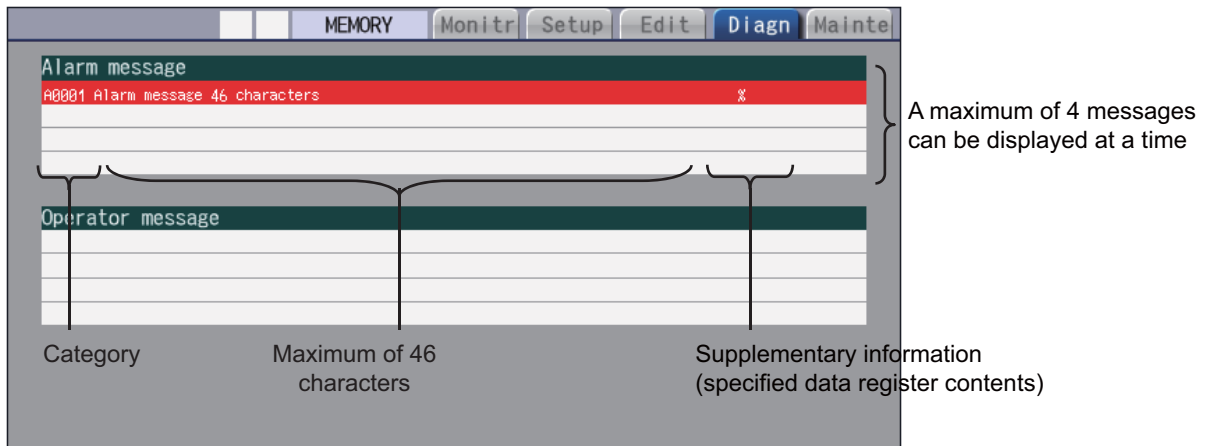 MEMORY Monitr Setup Edit Diagn Mainte
Alarm message
A0001 Alarm message 46 characters %
A maximum of 4 messages
can be displayed at a time
Operator message
Category
Maximum of 46
characters
Supplementary information
(specified data register contents)